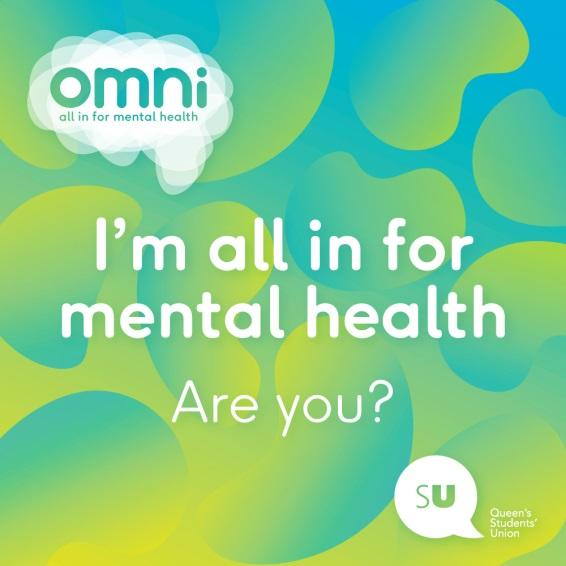 omni
all in for mental health
I'm all in for
mental health
Are you?
SU
Queen's
Students'
Union